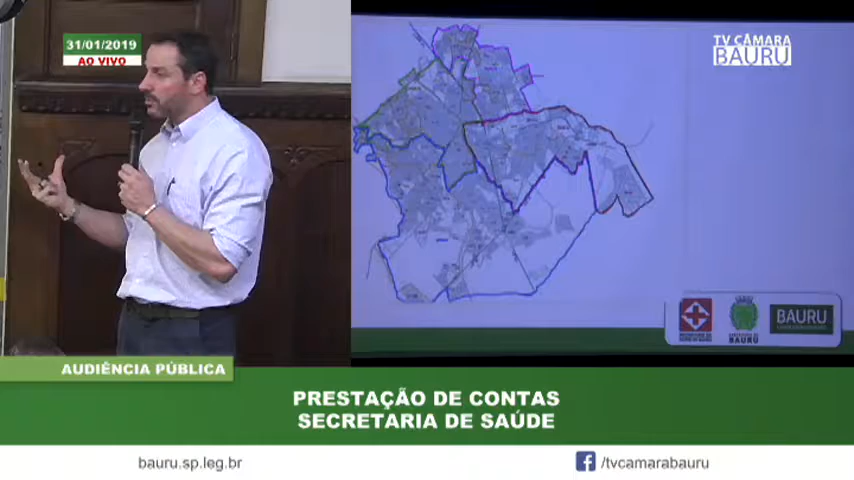 31/01/2019
AO VIVO
TV CÂMARA
BAURU
BAURU
BAURU
AUDIÊNCIA PÚBLICA
PRESTAÇÃO DE CONTAS
SECRETARIA DE SAÚDE
bauru.sp.leg.br
/tvcamarabauru